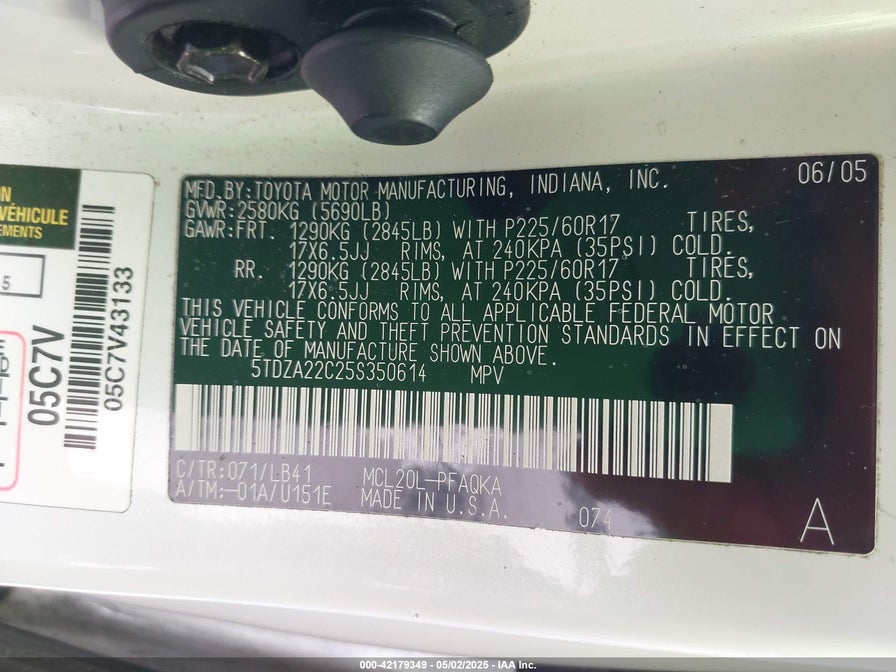 ON
VÉHICULE
EMENTS
5
05C7V
05C7V43133
MFD. BY: TOYOTA MOTOR MANUFACTURING, INDIANA, INC. 06/05
GVWR: 2580KG (5690LB)
GAWR: FRT. 1290KG (2845LB) WITH P225/60R17 TIRES,
17X6.5JJ RIMS, AT 240KPA (35PSI) COLD.
RR. 1290KG (2845LB) WITH P225/60R17 TIRES,
17X6.5JJ RIMS, AT 240KPA (35PSI) COLD.
THIS VEHICLE CONFORMS TO ALL APPLICABLE FEDERAL MOTOR
VEHICLE SAFETY AND THEFT PREVENTION STANDARDS IN EFFECT ON
THE DATE OF MANUFACTURE SHOWN ABOVE.
5TDZA22C25S350614 MPV
C/TR: 071/LB41 MCL20L-PFAQKA
A/TM: -01A/U151E MADE IN U.S.A. 074
A
000-42179349 - 05/02/2025 - IAA Inc.